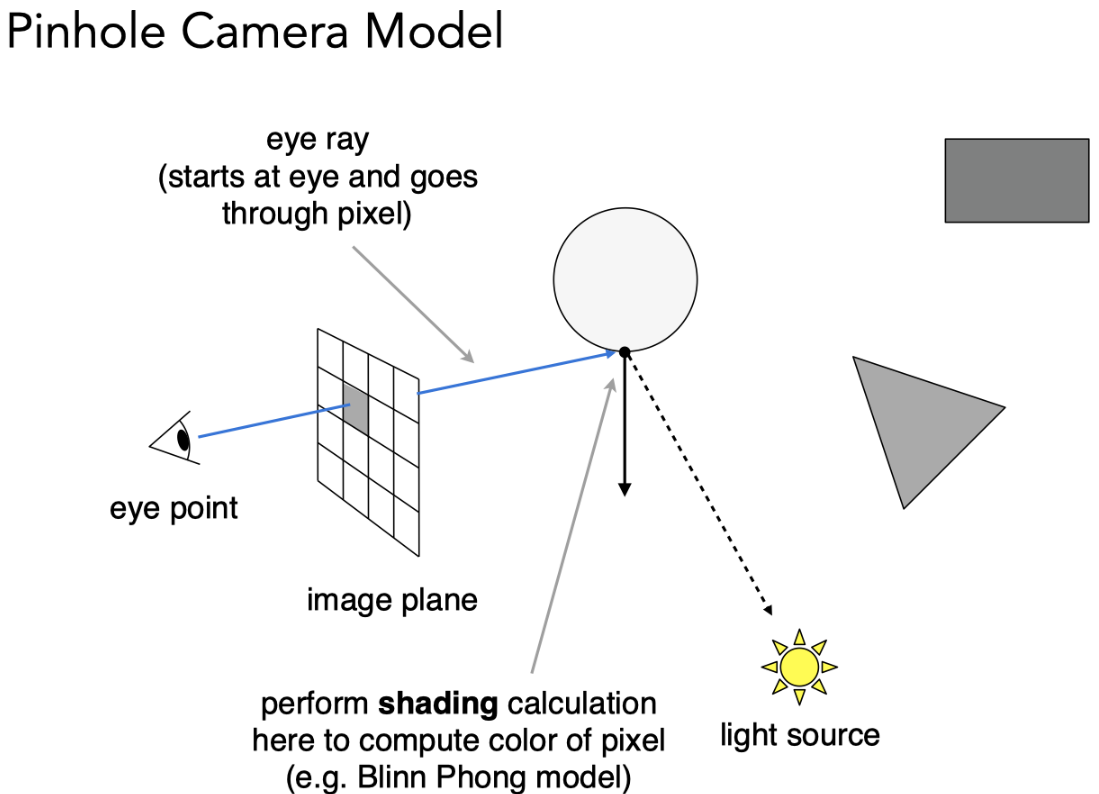 Pinhole Camera Model
eye ray
(starts at eye and goes
through pixel)
eye point
image plane
perform shading calculation
here to compute color of pixel
(e.g. Blinn Phong model)
light source